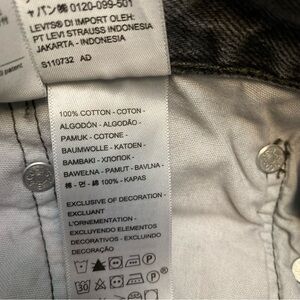 ャパン㈱ 0120-099-501
LEVI'S® DI IMPORT OLEH:
PT LEVI STRAUSS INDONESIA
JAKARTA - INDONESIA
S110732 AD
100% COTTON - COTON -
ALGODÓN - ALGODÃO -
PAMUK - COTONE -
BAUMWOLLE - KATOEN -
BAMBAKI - ХЛОПОК -
BAWEŁNA - PAMUT - BAVLNA -
棉 - 면 - 綿 100% - KAPAS
EXCLUSIVE OF DECORATION -
EXCLUANT
L'ORNEMENTATION -
EXCLUYENDO ELEMENTOS
DECORATIVOS - EXCLUINDO
DECORAÇÃO
P
30
P